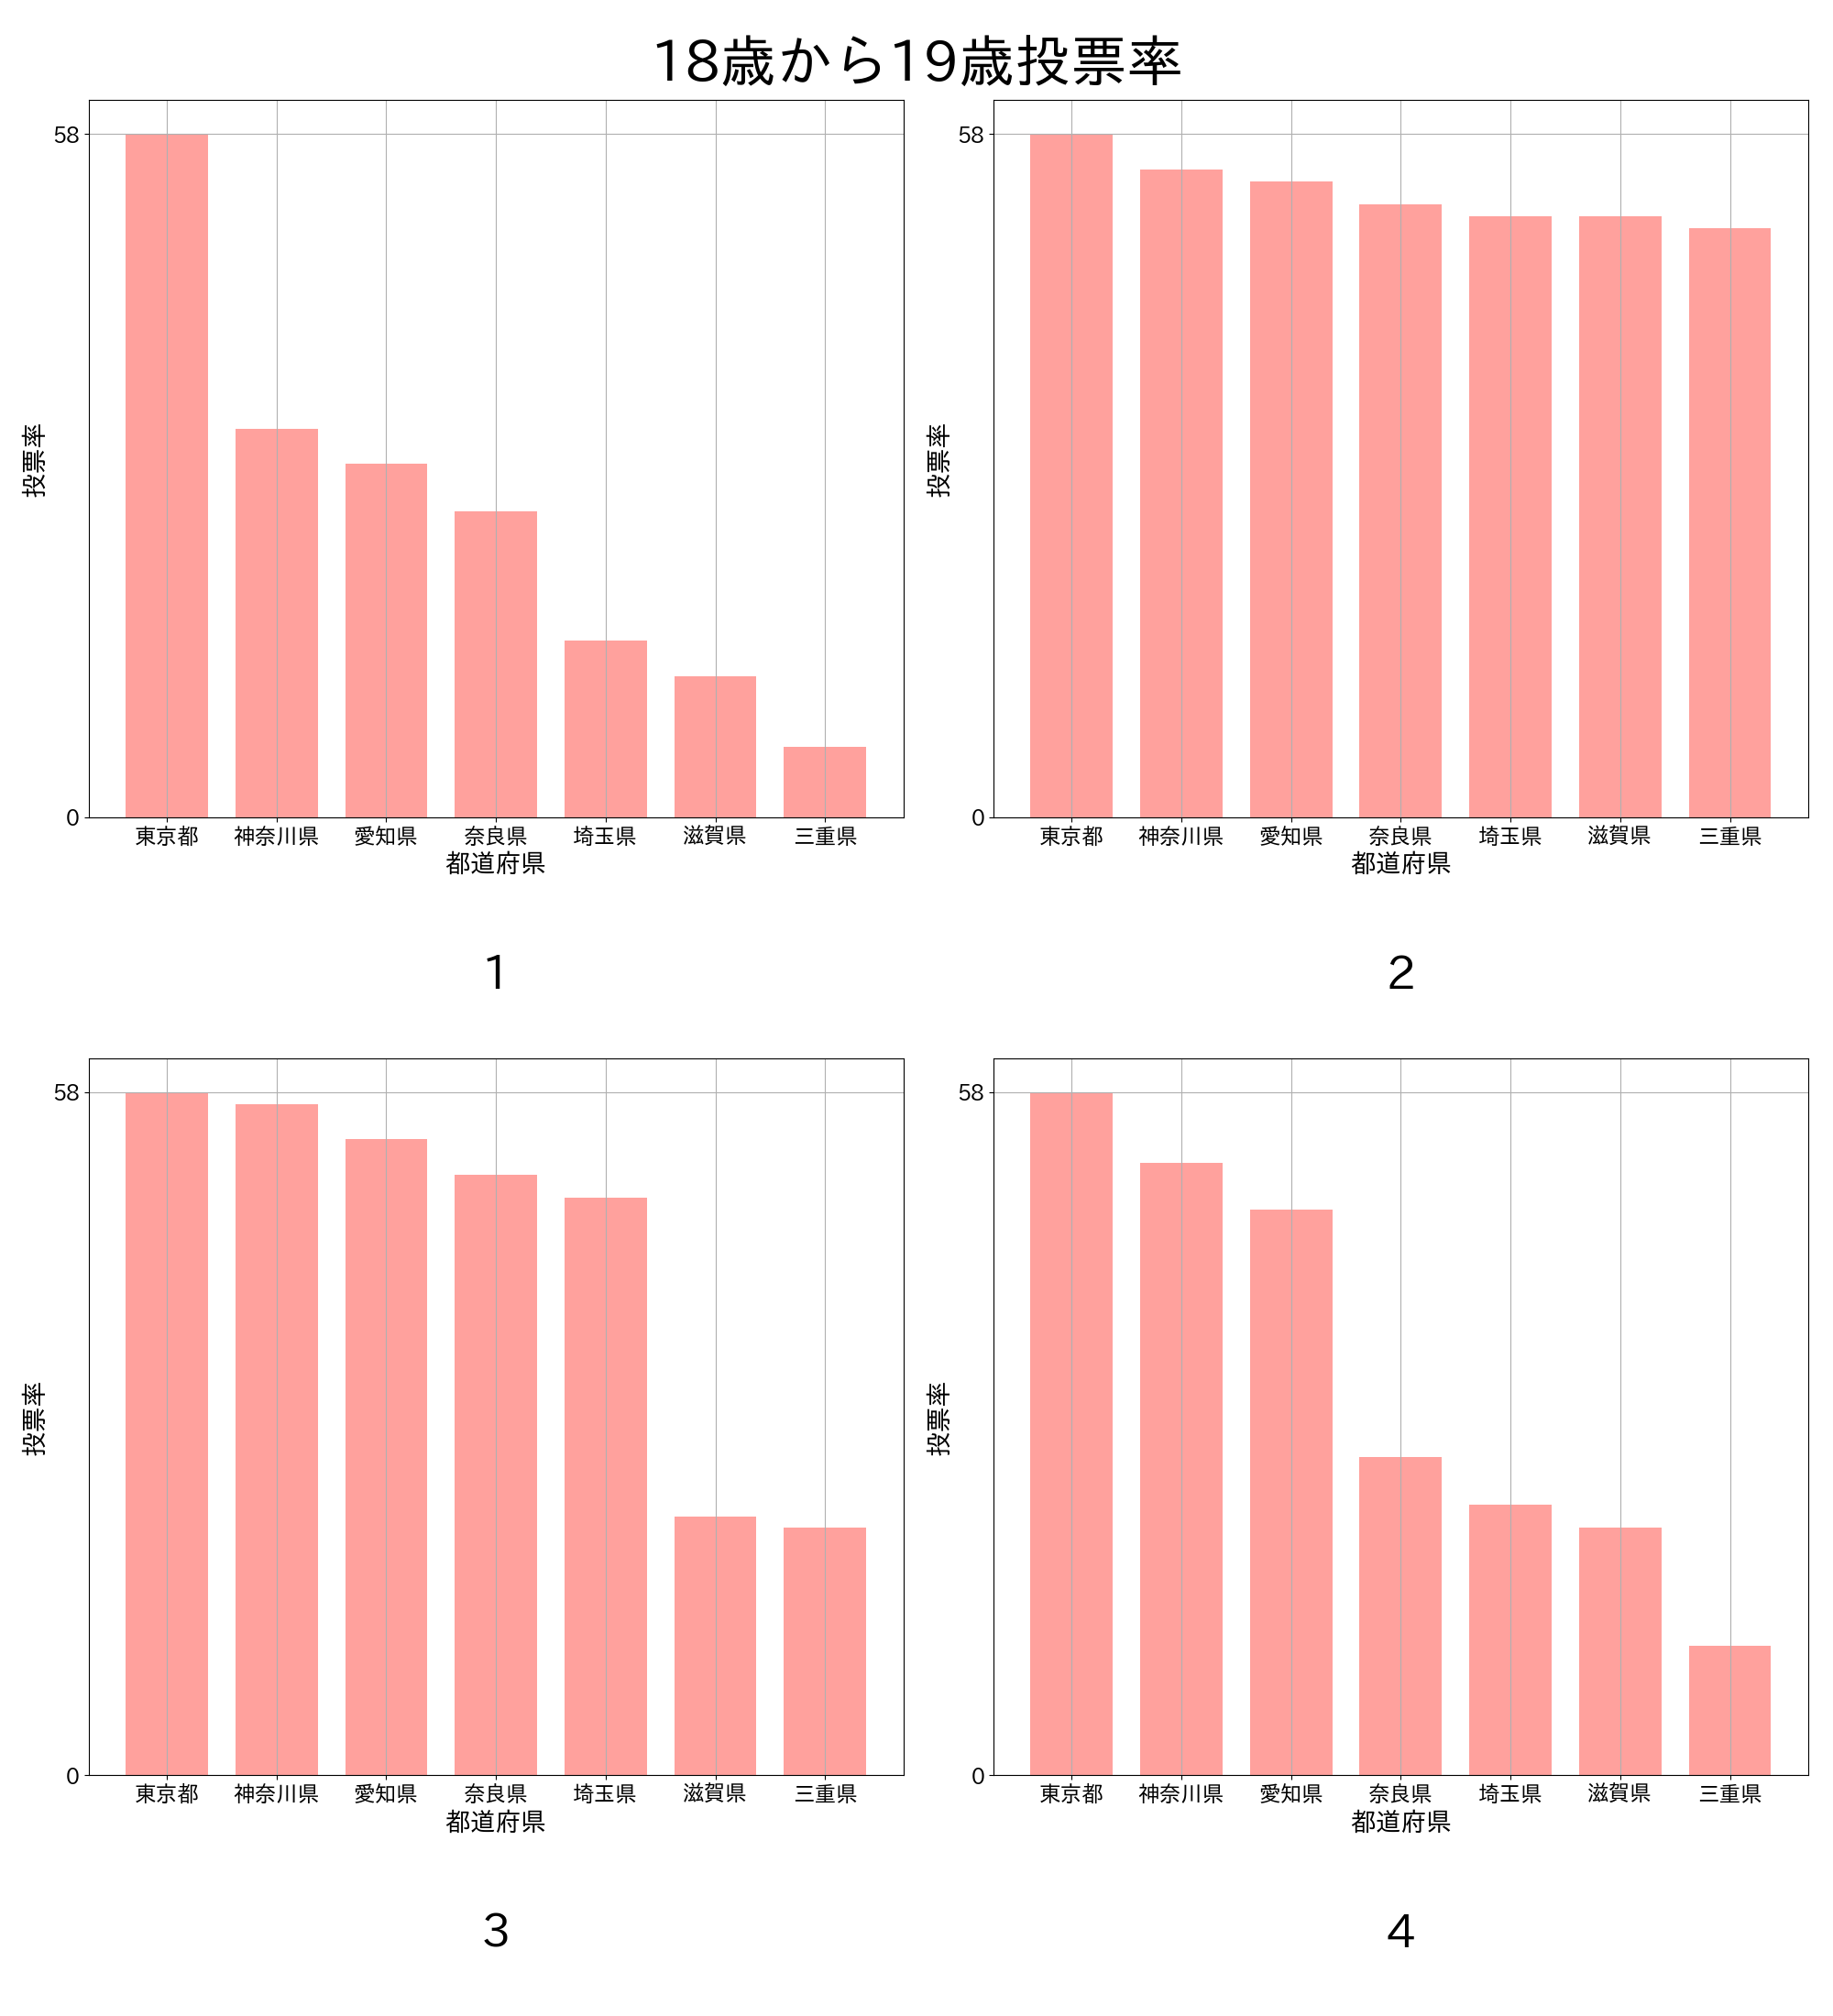 18歳から19歳投票率
58
0
投票率
東京都 神奈川県 愛知県 奈良県 埼玉県 滋賀県 三重県
都道府県
1
58
0
投票率
東京都 神奈川県 愛知県 奈良県 埼玉県 滋賀県 三重県
都道府県
2
58
0
投票率
東京都 神奈川県 愛知県 奈良県 埼玉県 滋賀県 三重県
都道府県
3
58
0
投票率
東京都 神奈川県 愛知県 奈良県 埼玉県 滋賀県 三重県
都道府県
4